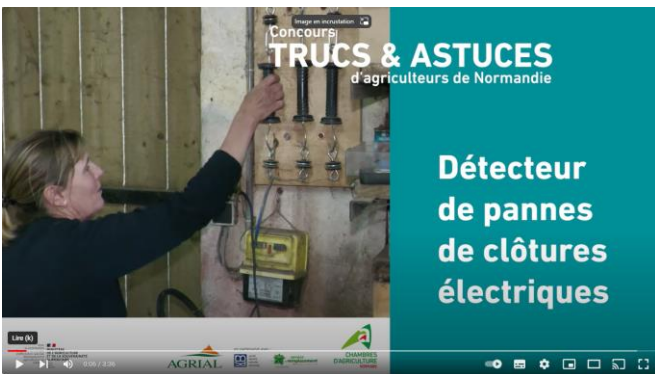 Image en incrustation
Concours
TRUCS & ASTUCES
d'agriculteurs de Normandie
Détecteur
de pannes
de clôtures
électriques
Lire (k)
AGRIAL
CHAMBRES
D'AGRICULTURE